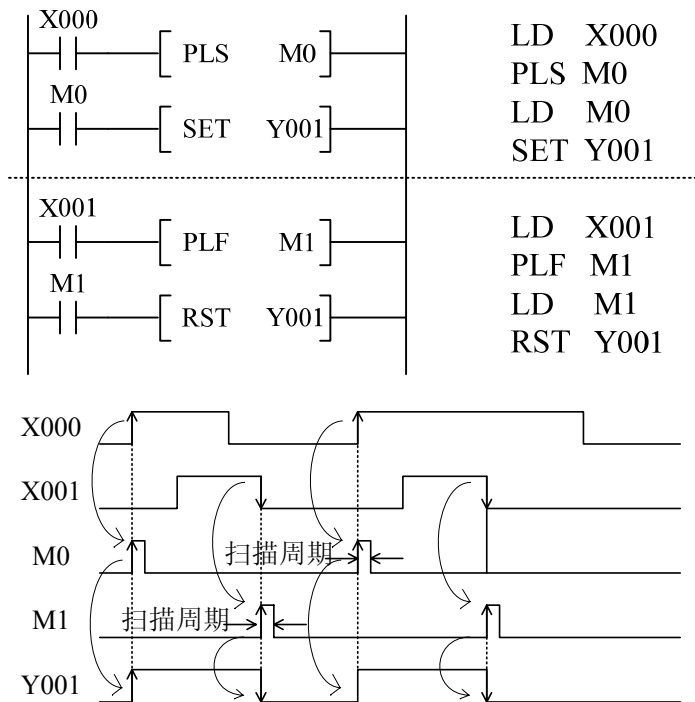 X000
PLS M0
M0
SET Y001
X001
PLF M1
M1
RST Y001
LD X000
PLS M0
LD M0
SET Y001
LD X001
PLF M1
LD M1
RST Y001
X000
X001
M0
扫描周期
M1
扫描周期
Y001